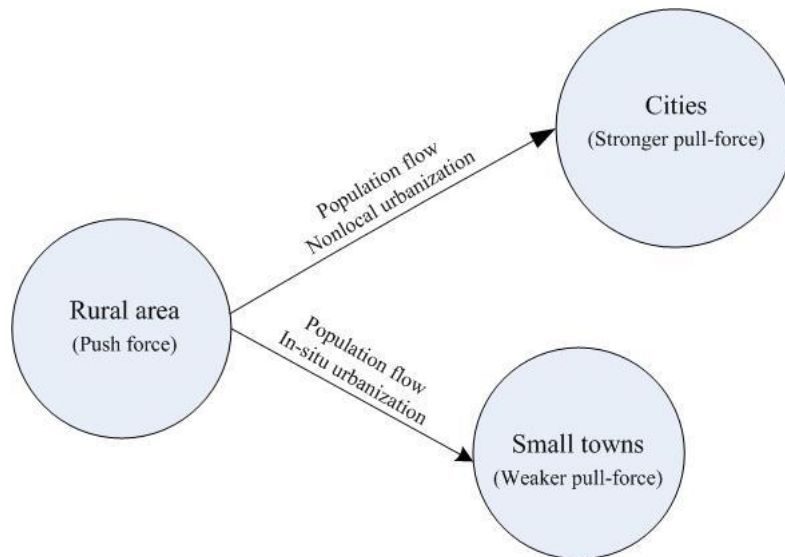 Cities
(Stronger pull-force)
Population flow
Nonlocal urbanization
Rural area
(Push force)
Population flow
In-situ urbanization
Small towns
(Weaker pull-force)